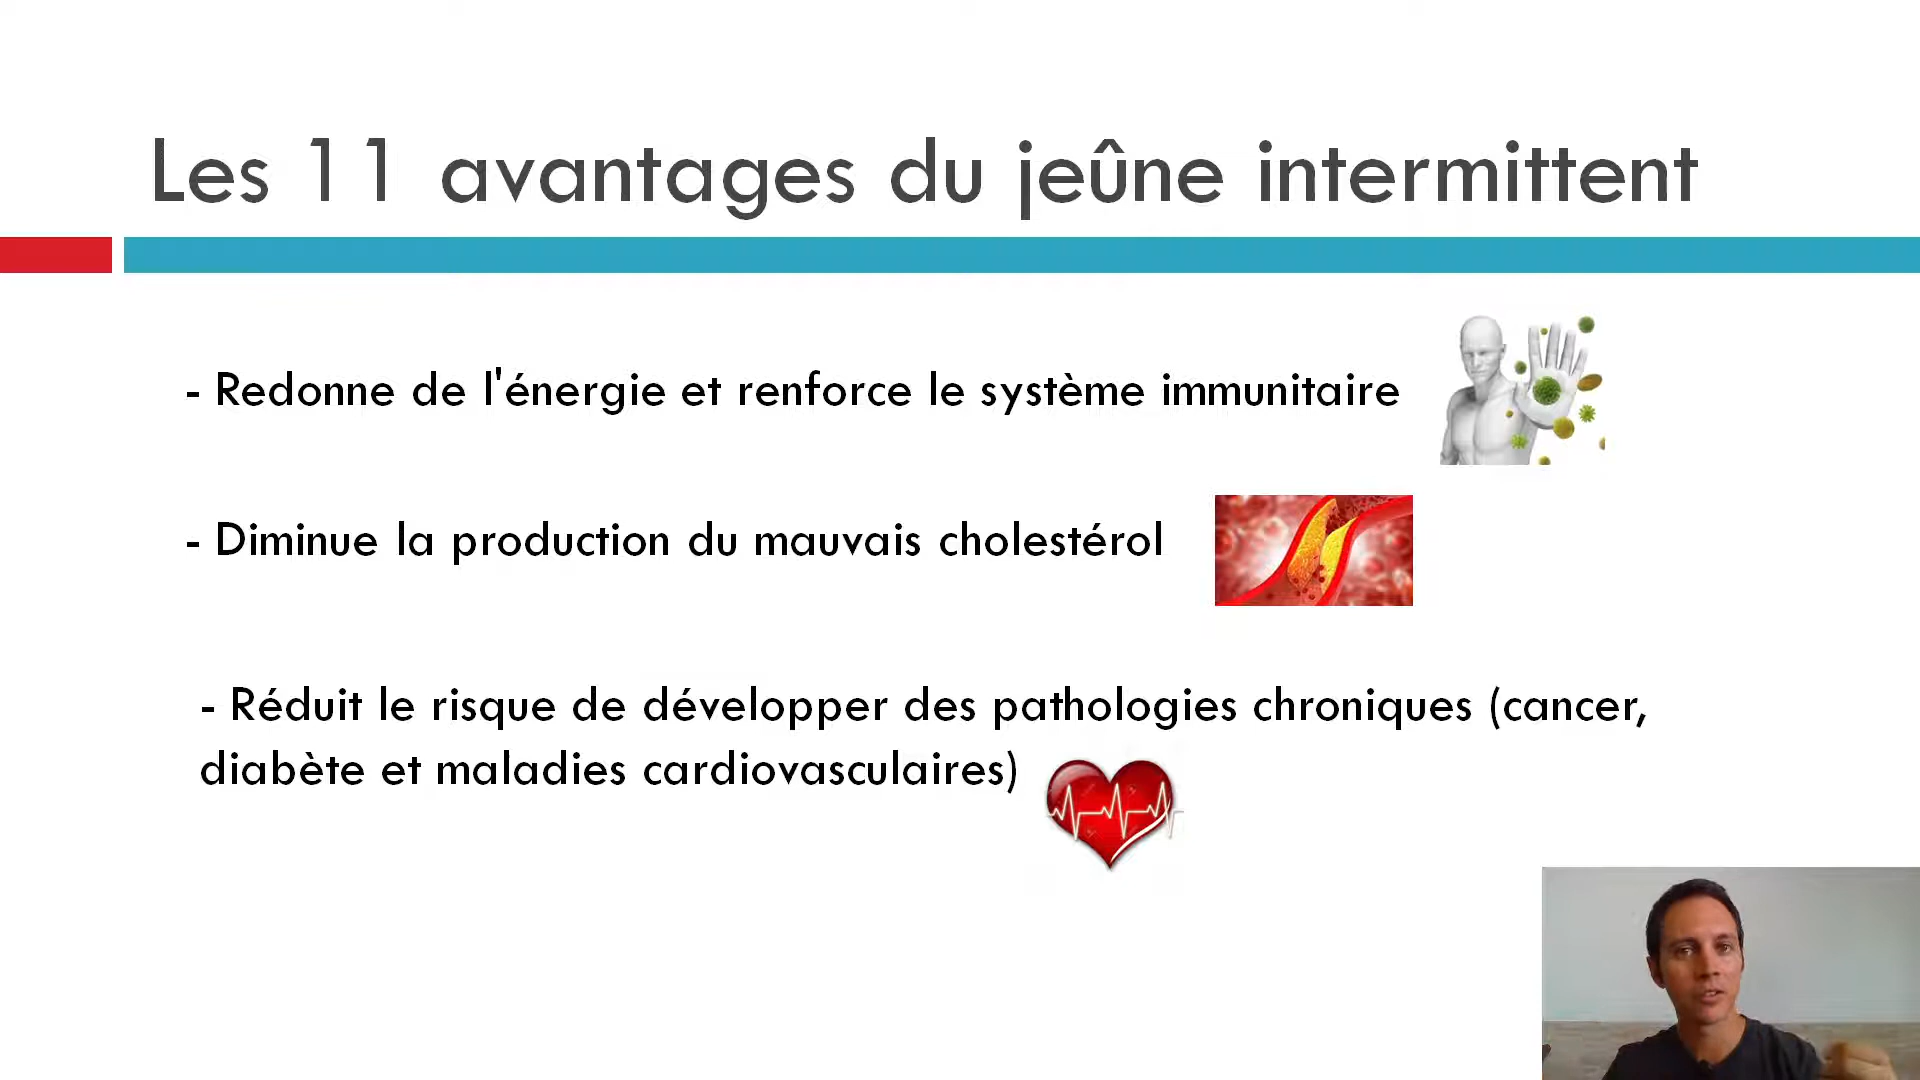 Les 11 avantages du jeûne intermittent
- Redonne de l'énergie et renforce le système immunitaire
- Diminue la production du mauvais cholestérol
- Réduit le risque de développer des pathologies chroniques (cancer,
diabète et maladies cardiovasculaires)